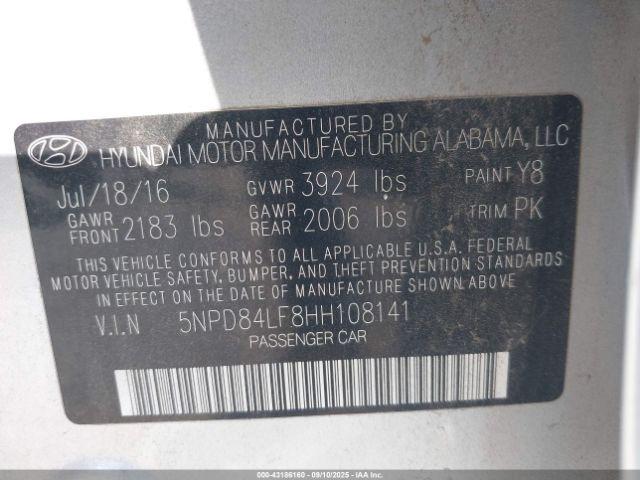 MANUFACTURED BY
HYUNDAI MOTOR MANUFACTURING ALABAMA, LLC
Jul/18/16 GVWR 3924 lbs PAINT Y8
GAWR FRONT 2183 lbs GAWR REAR 2006 lbs TRIM PK
THIS VEHICLE CONFORMS TO ALL APPLICABLE U.S.A. FEDERAL
MOTOR VEHICLE SAFETY, BUMPER, AND THEFT PREVENTION STANDARDS
IN EFFECT ON THE DATE OF MANUFACTURE SHOWN ABOVE
V.I.N 5NPD84LF8HH108141
PASSENGER CAR
000-43186160 - 09/10/2025 - IAAI.com